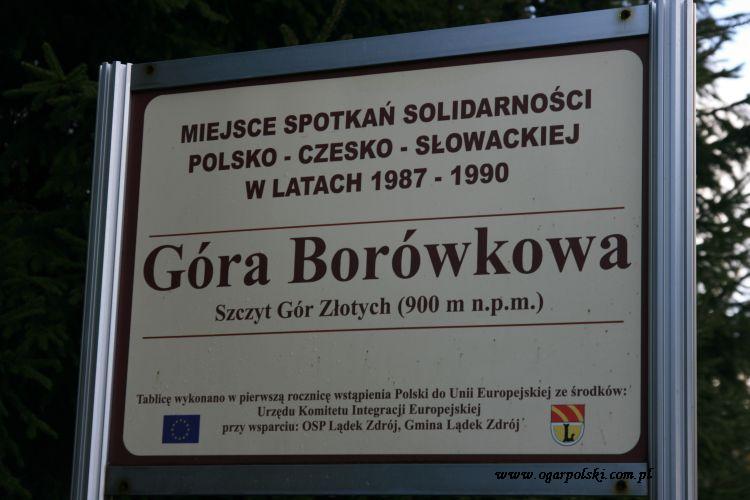 MIEJSCE SPOTKAŃ SOLIDARNOŚCI
POLSKO - CZESKO - SŁOWACKIEJ
W LATACH 1987 - 1990
Góra Borówkowa
Szczyt Gór Złotych (900 m n.p.m.)
Tablicę wykonano w pierwszą rocznicę wstąpienia Polski do Unii Europejskiej ze środków:
Urzędu Komitetu Integracji Europejskiej
przy wsparciu: OSP Lądek Zdrój, Gmina Lądek Zdrój
L
www.ogarpolski.com.pl